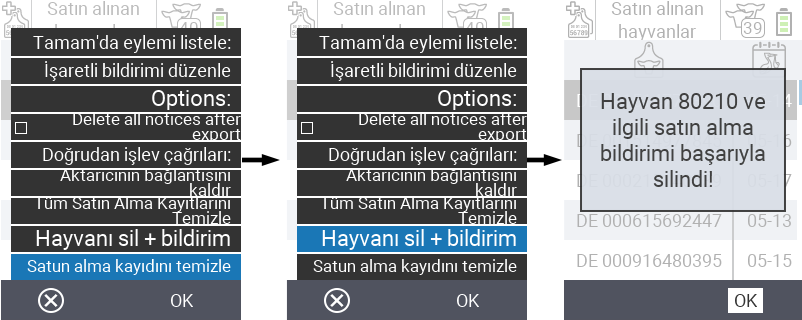 Satın alınan
40
Tamam'da eylemi listele:
İşaretli bildirimi düzenle
Options:
Delete all notices after
export
Doğrudan işlev çağrıları:
Aktarıcının bağlantısını
kaldır
Tüm Satın Alma Kayıtlarını
Temizle
Hayvanı sil + bildirim
Satun alma kayıdını temizle
OK
Satın alınan
Tamam'da eylemi listele:
İşaretli bildirimi düzenle
Options:
Delete all notices after
export
Doğrudan işlev çağrıları:
Aktarıcının bağlantısını
kaldır
Tüm Satın Alma Kayıtlarını
Temizle
Hayvanı sil + bildirim
Satun alma kayıdını temizle
OK
Satın alınan
hayvanlar
56789
39
Hayvan 80210 ve
ilgili satın alma
bildirimi başarıyla
silindi!
DE 000615692447 05-13
DE 000916480395 05-15
OK